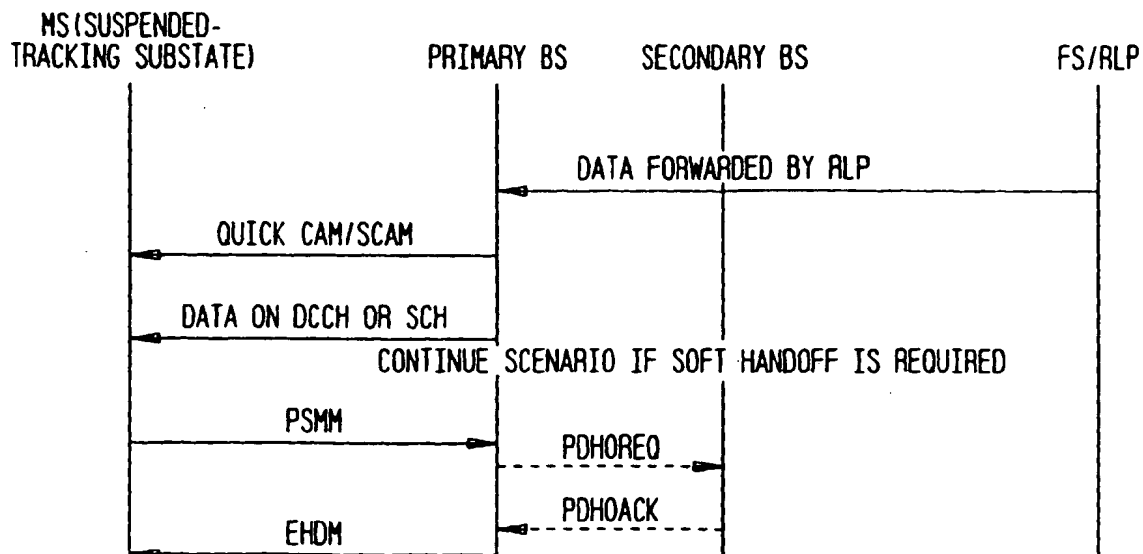 MS(SUSPENDED-
TRACKING SUBSTATE)
PRIMARY BS
SECONDARY BS
FS/RLP
DATA FORWARDED BY RLP
QUICK CAM/SCAM
DATA ON DCCH OR SCH
CONTINUE SCENARIO IF SOFT HANDOFF IS REQUIRED
PSMM
PDHOREQ
PDHOACK
EHDM